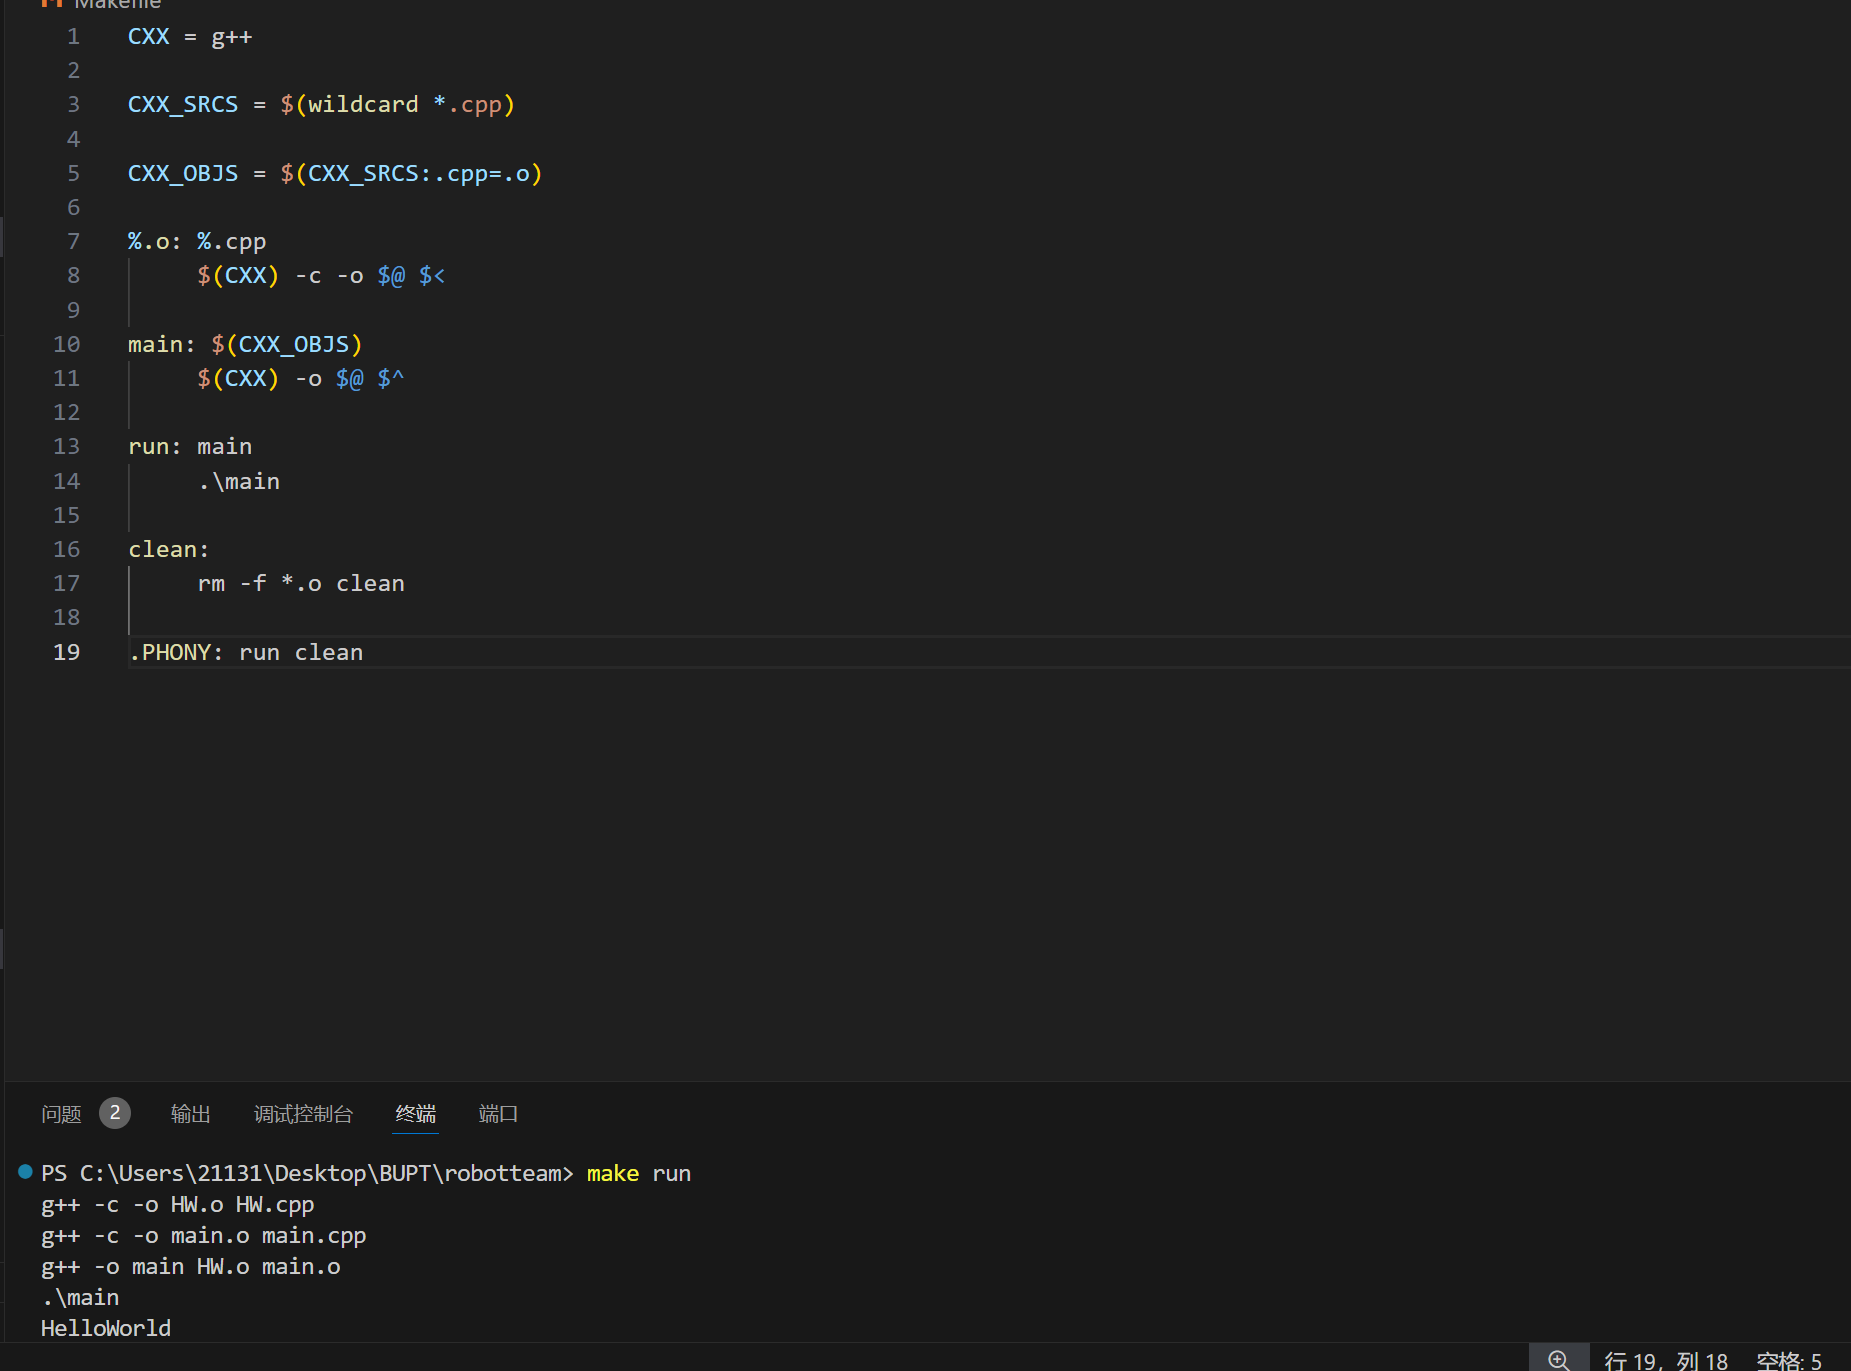 Makefile
1 CXX = g++
2
3 CXX_SRCS = $(wildcard *.cpp)
4
5 CXX_OBJS = $(CXX_SRCS:.cpp=.o)
6
7 %.o: %.cpp
8 $(CXX) -c -o $@ $<
9
10 main: $(CXX_OBJS)
11 $(CXX) -o $@ $^
12
13 run: main
14 .\main
15
16 clean:
17 rm -f *.o clean
18
19 .PHONY: run clean
问题 2 输出 调试控制台 终端 端口
PS C:\Users\21131\Desktop\BUPT\robotteam> make run
g++ -c -o HW.o HW.cpp
g++ -c -o main.o main.cpp
g++ -o main HW.o main.o
.\main
HelloWorld
行 19，列 18 空格: 5